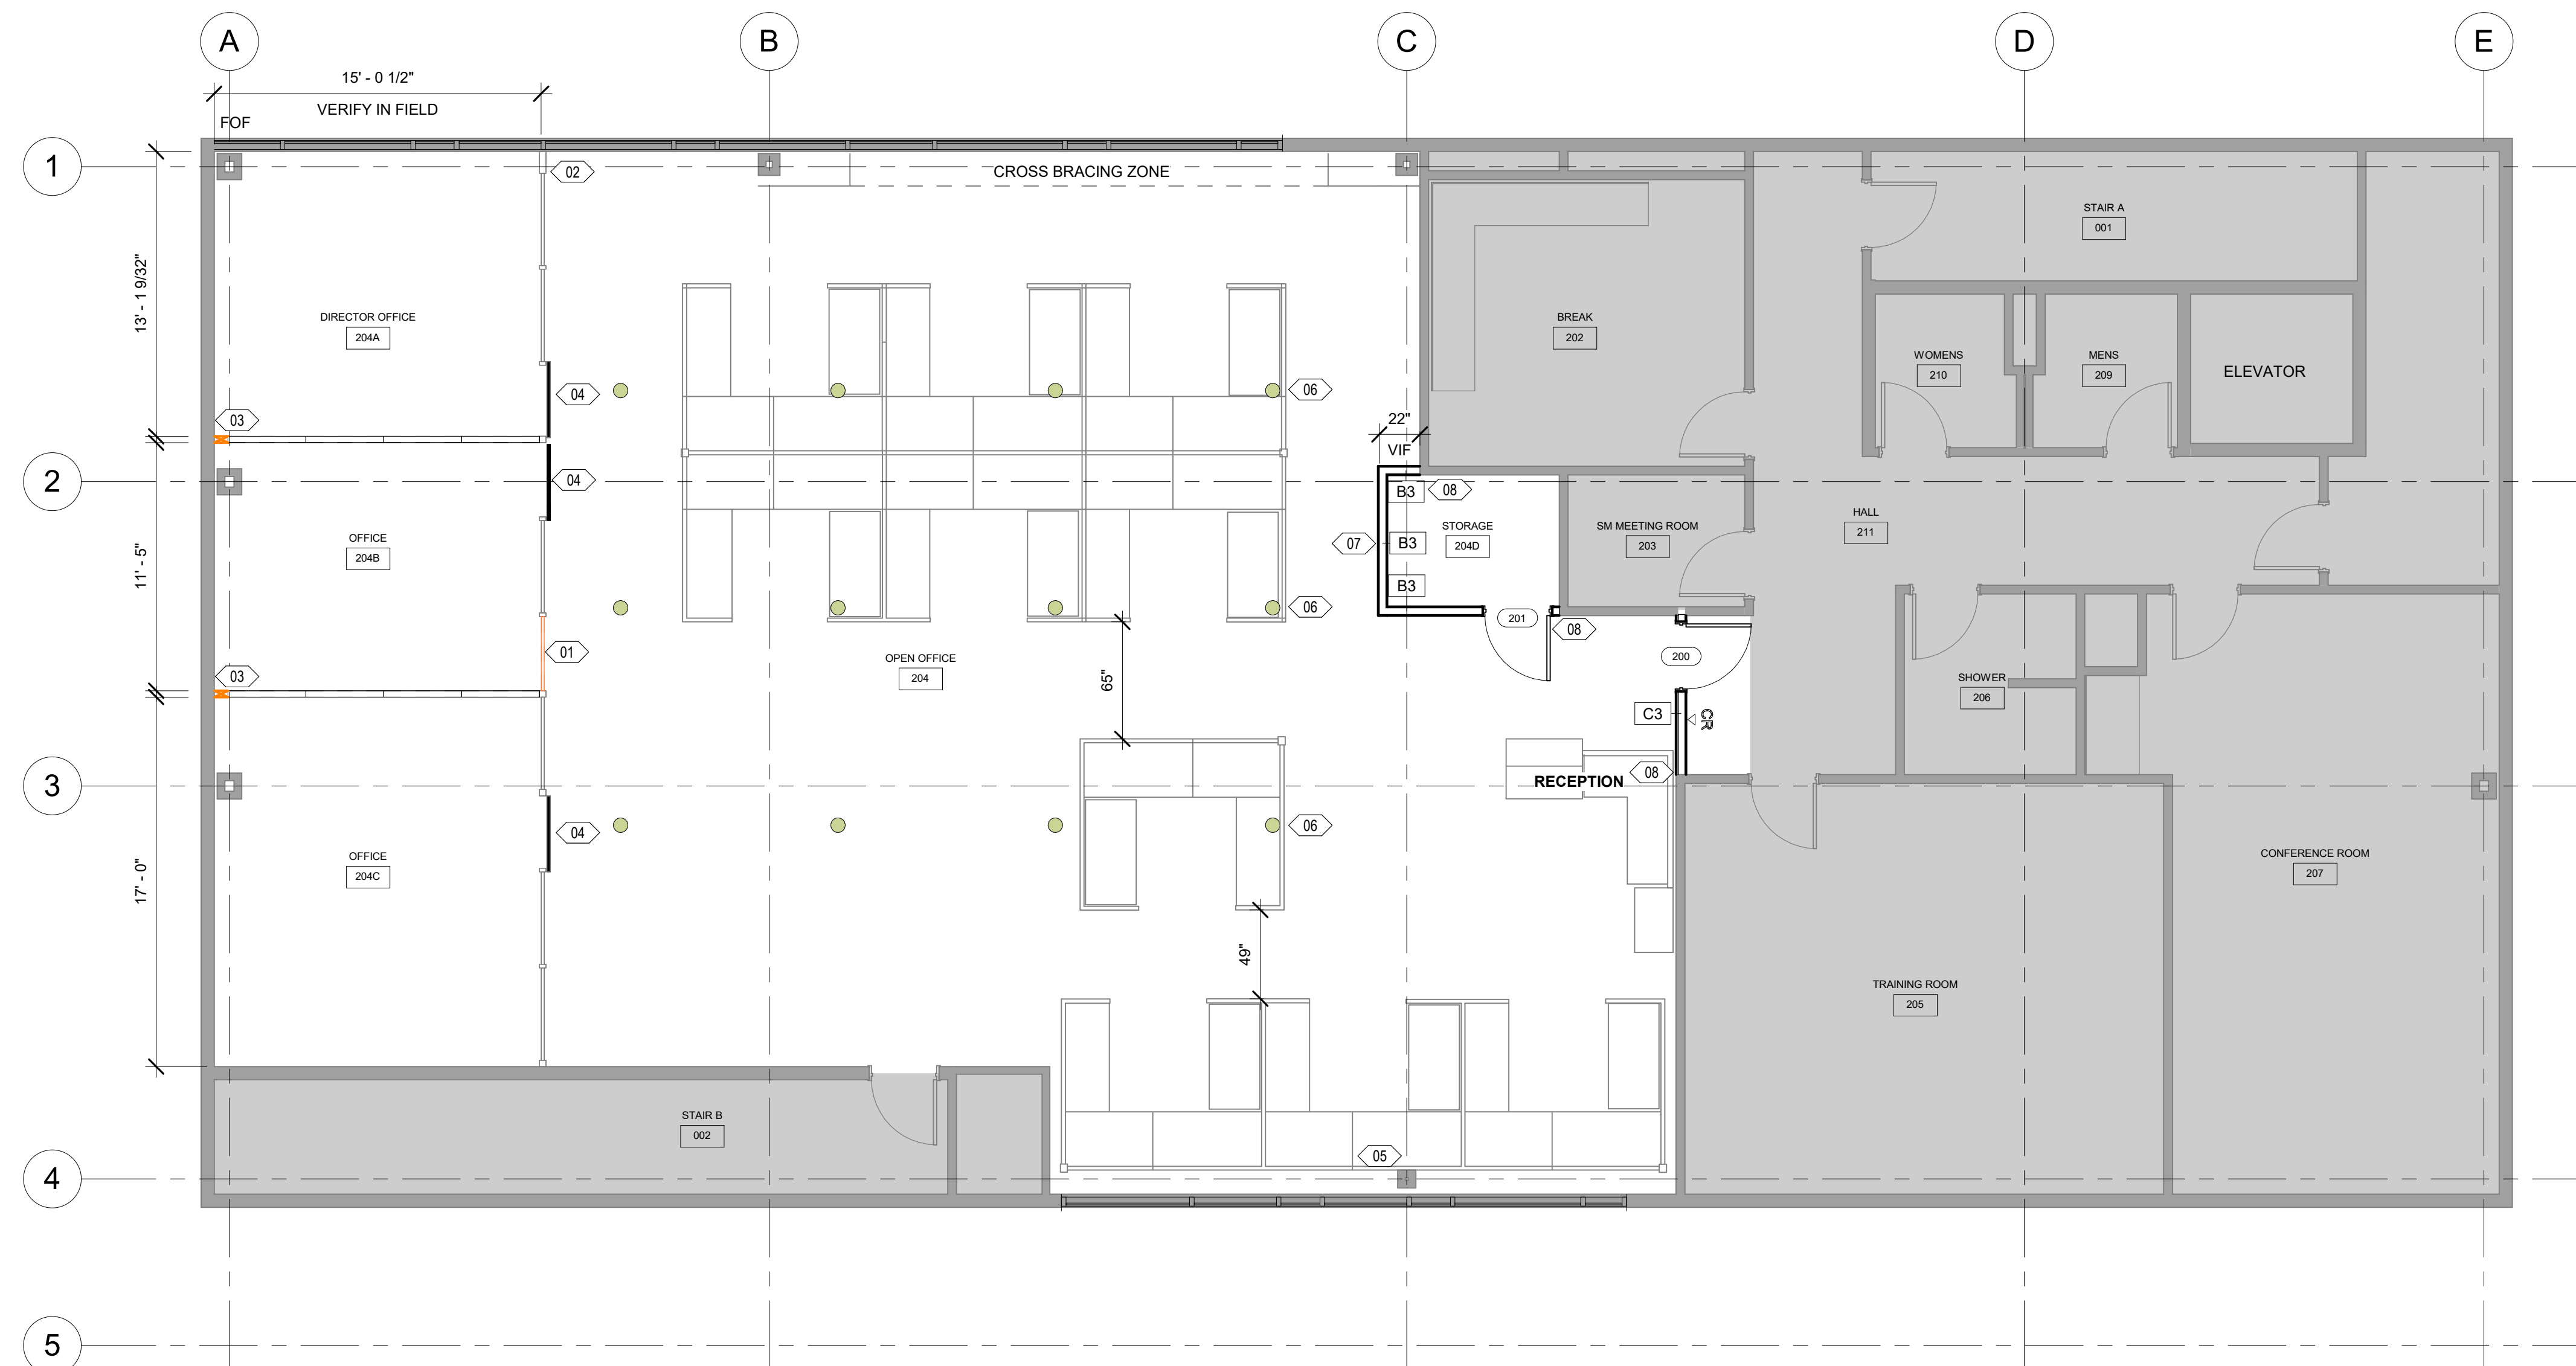 A
B
C
D
E
15' - 0 1/2"
VERIFY IN FIELD
FOF
1
02
CROSS BRACING ZONE
STAIR A
001
13' - 1 9/32"
DIRECTOR OFFICE
204A
BREAK
202
WOMENS
210
MENS
209
ELEVATOR
04
06
03
22"
VIF
2
04
B3
08
OFFICE
204B
11' - 5"
07
B3
STORAGE
204D
SM MEETING ROOM
203
HALL
211
B3
06
201
08
01
OPEN OFFICE
204
200
03
65"
SHOWER
206
C3
CR
3
RECEPTION
08
04
06
OFFICE
204C
17' - 0"
CONFERENCE ROOM
207
49"
TRAINING ROOM
205
STAIR B
002
05
4
5